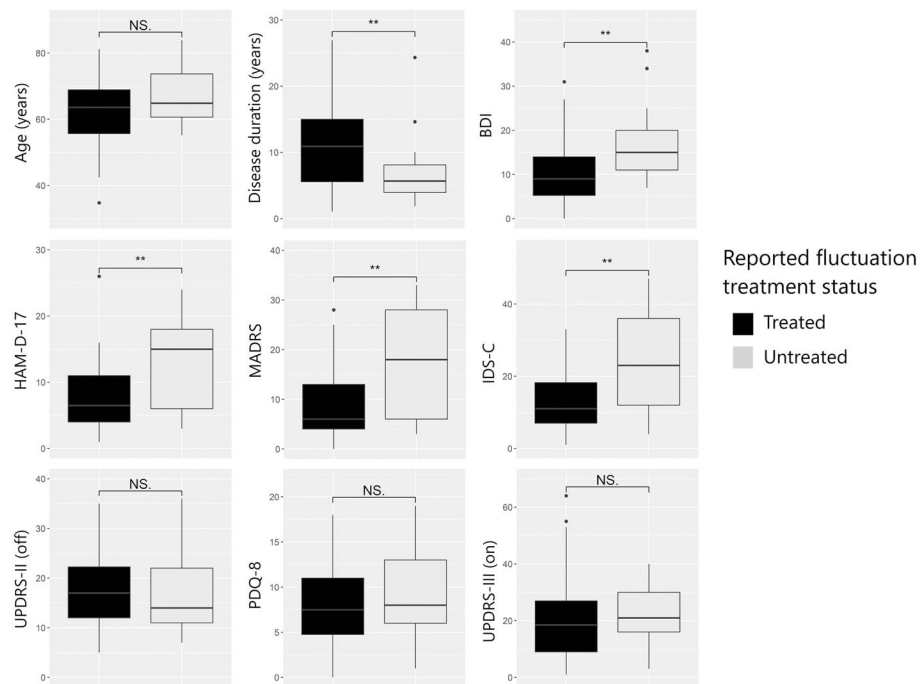 NS.
80
60
40
Age (years)
**
30
20
10
0
Disease duration (years)
**
40
30
20
10
0
BDI
**
30
20
10
0
HAM-D-17
**
40
30
20
10
0
MADRS
**
40
20
0
IDS-C
Reported fluctuation
treatment status
Treated
Untreated
NS.
40
30
20
10
0
UPDRS-II (off)
NS.
20
15
10
5
0
PDQ-8
NS.
60
40
20
0
UPDRS-III (on)